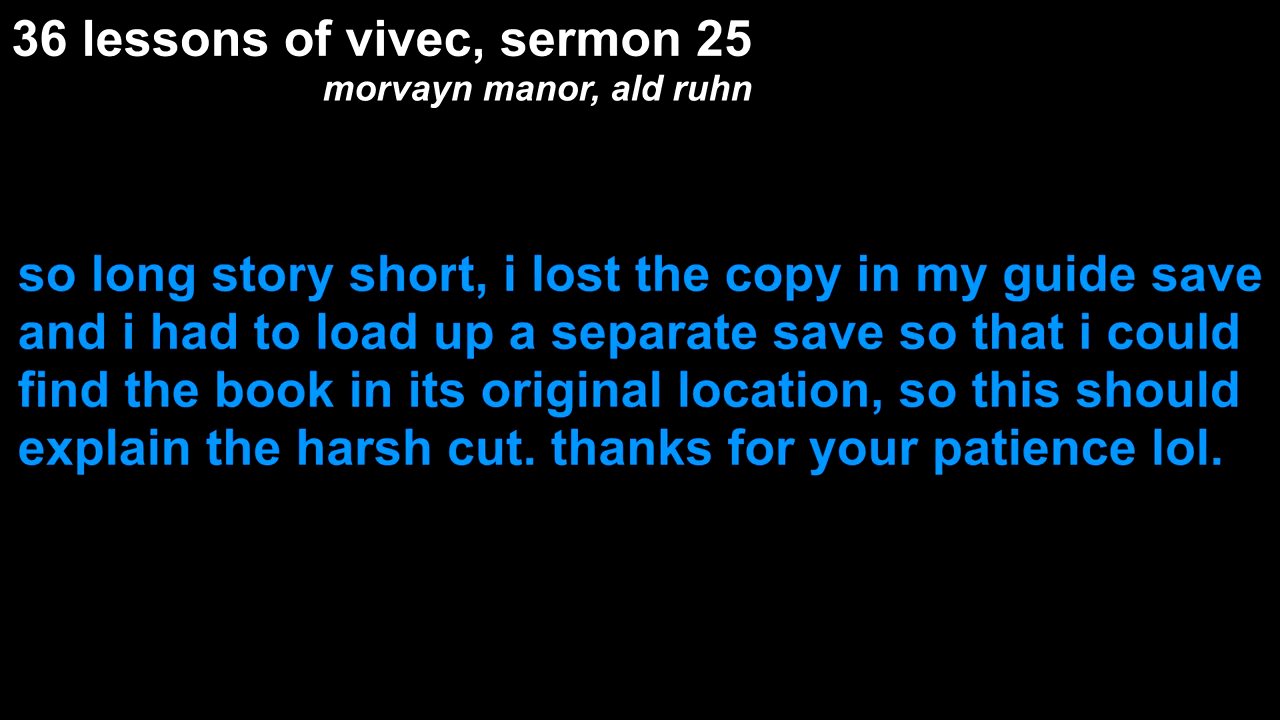 36 lessons of vivec, sermon 25
morvayn manor, ald ruhn
so long story short, i lost the copy in my guide save
and i had to load up a separate save so that i could
find the book in its original location, so this should
explain the harsh cut. thanks for your patience lol.